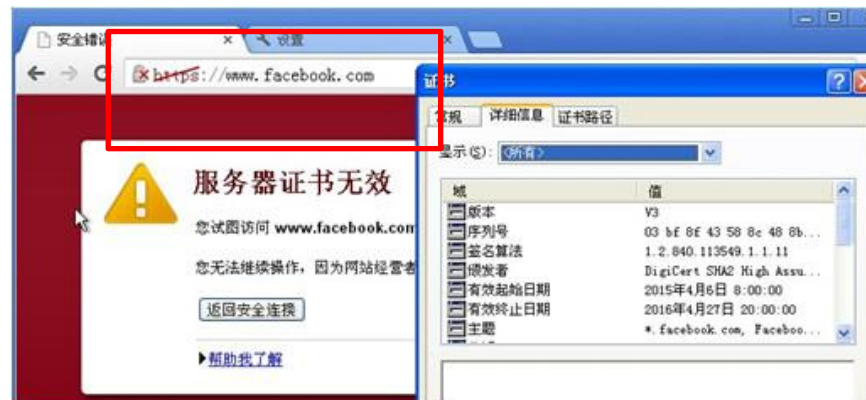 安全错误
设置
https://www.facebook.com
服务器证书无效
您试图访问 www.facebook.com
您无法继续操作，因为网站经营者
返回安全连接
帮助我了解
证书
常规 详细信息 证书路径
显示(S): <所有>
域 值
版本 V3
序列号 03 bf 8f 43 58 8c 48 8b...
签名算法 1.2.840.113549.1.1.11
颁发者 DigiCert SHA2 High Assu...
有效起始日期 2015年4月6日 8:00:00
有效终止日期 2016年4月27日 20:00:00
主题 *.facebook.com, Faceboo...